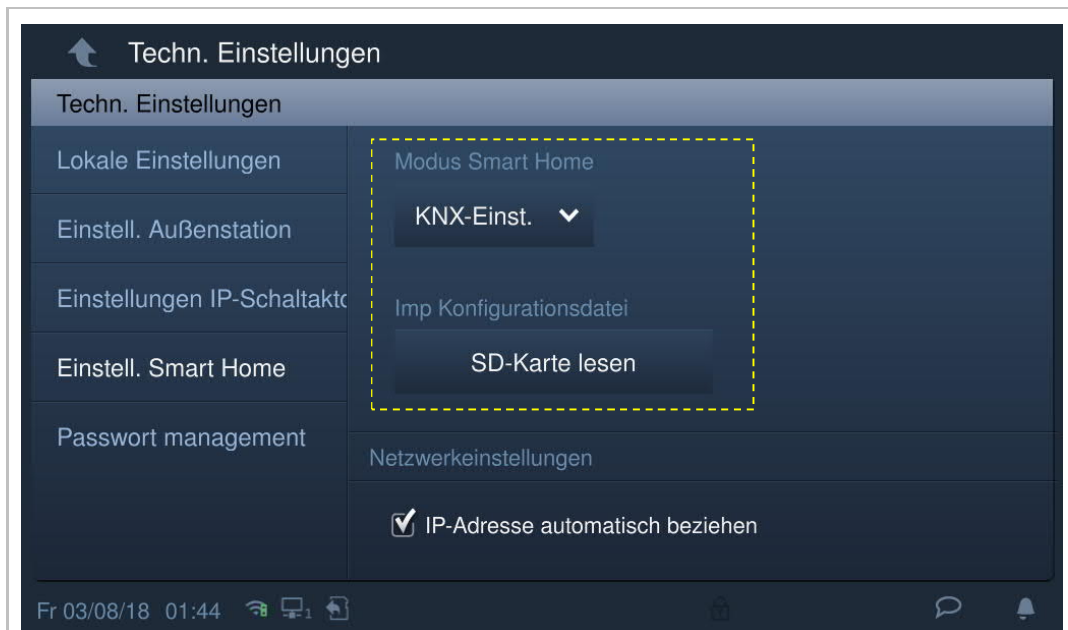 Techn. Einstellungen
Techn. Einstellungen
Lokale Einstellungen
Einstell. Außenstation
Einstellungen IP-Schaltakto
Einstell. Smart Home
Passwort management
Modus Smart Home
KNX-Einst.
Imp Konfigurationsdatei
SD-Karte lesen
Netzwerkeinstellungen
IP-Adresse automatisch beziehen
Fr 03/08/18 01:44 1